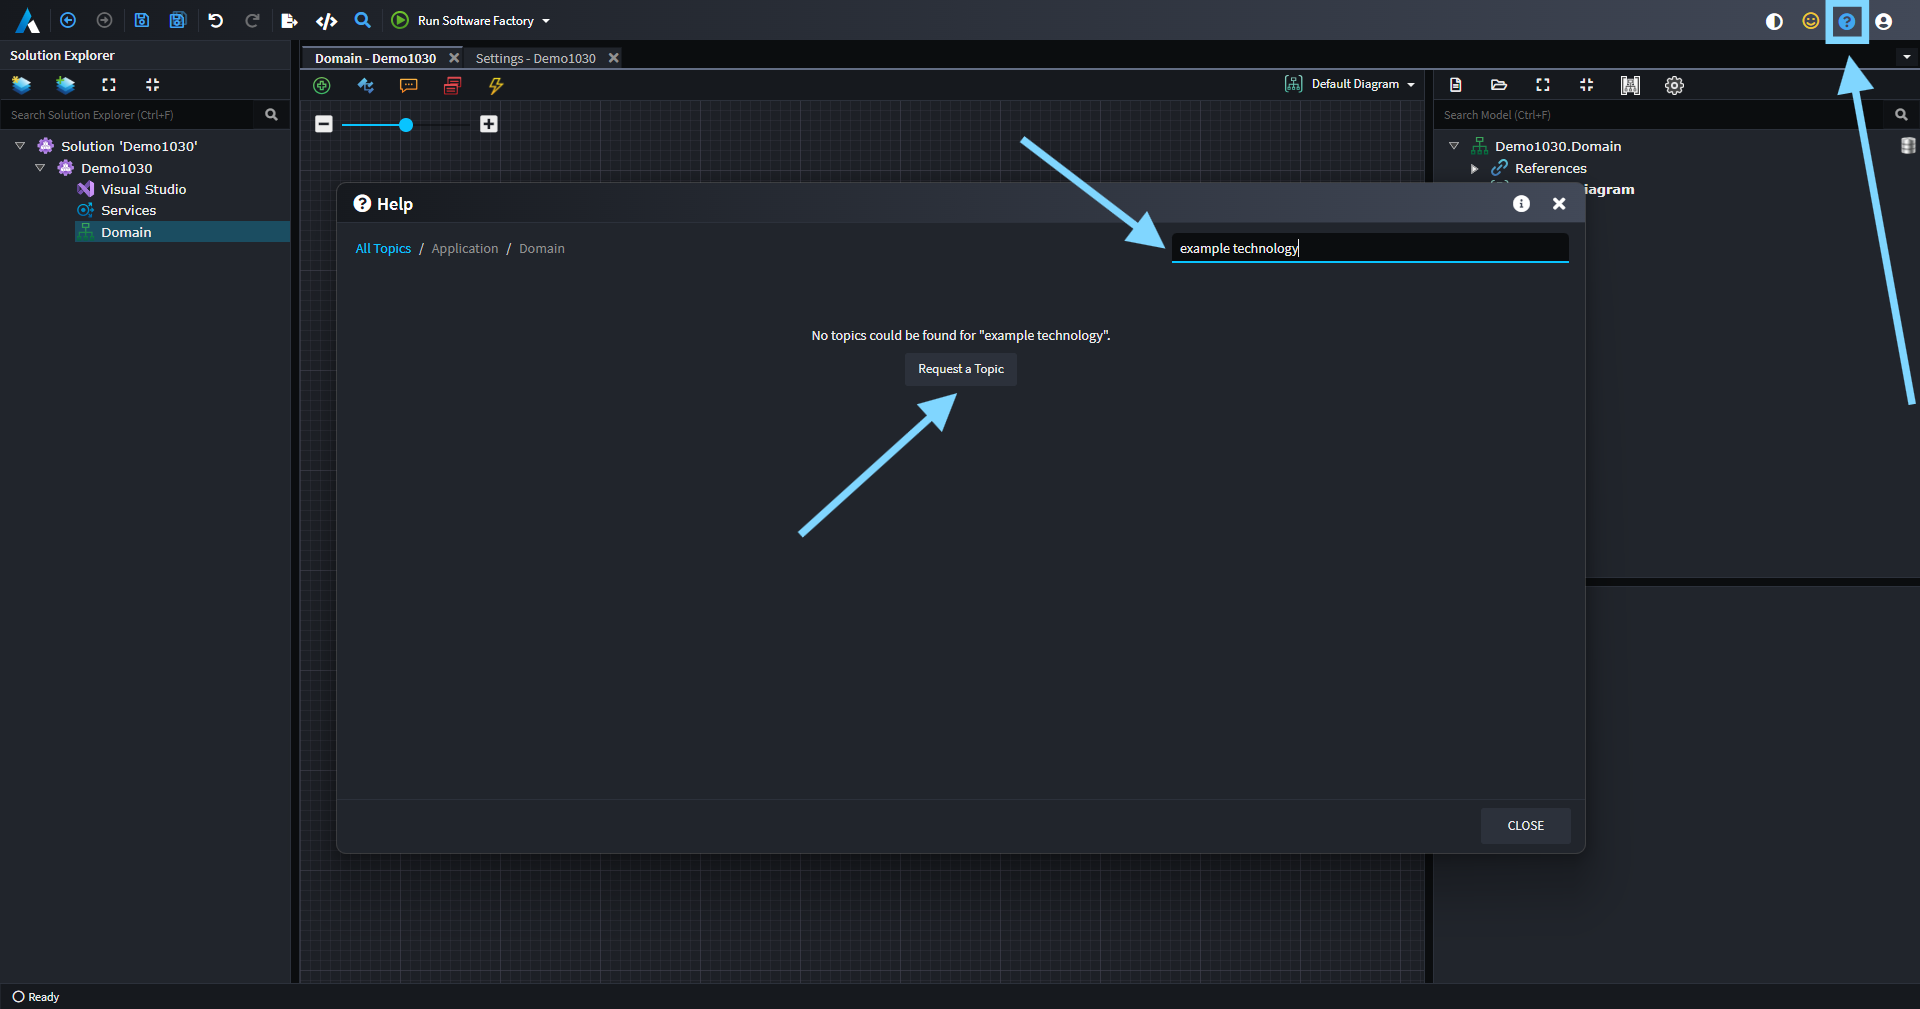 Run Software Factory
Solution Explorer
Domain - Demo1030
Settings - Demo1030
Default Diagram
Search Solution Explorer (Ctrl+F)
Search Model (Ctrl+F)
Solution 'Demo1030'
Demo1030
Visual Studio
Services
Domain
Demo1030.Domain
References
iagram
Help
All Topics / Application / Domain
example technology
No topics could be found for "example technology".
Request a Topic
CLOSE
Ready